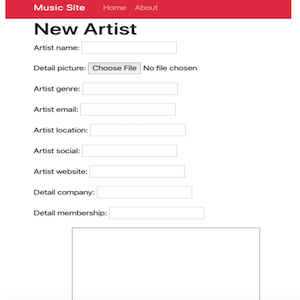 Music Site Home About
New Artist
Artist name:
Detail picture: Choose File No file chosen
Artist genre:
Artist email:
Artist location:
Artist social:
Artist website:
Detail company:
Detail membership: